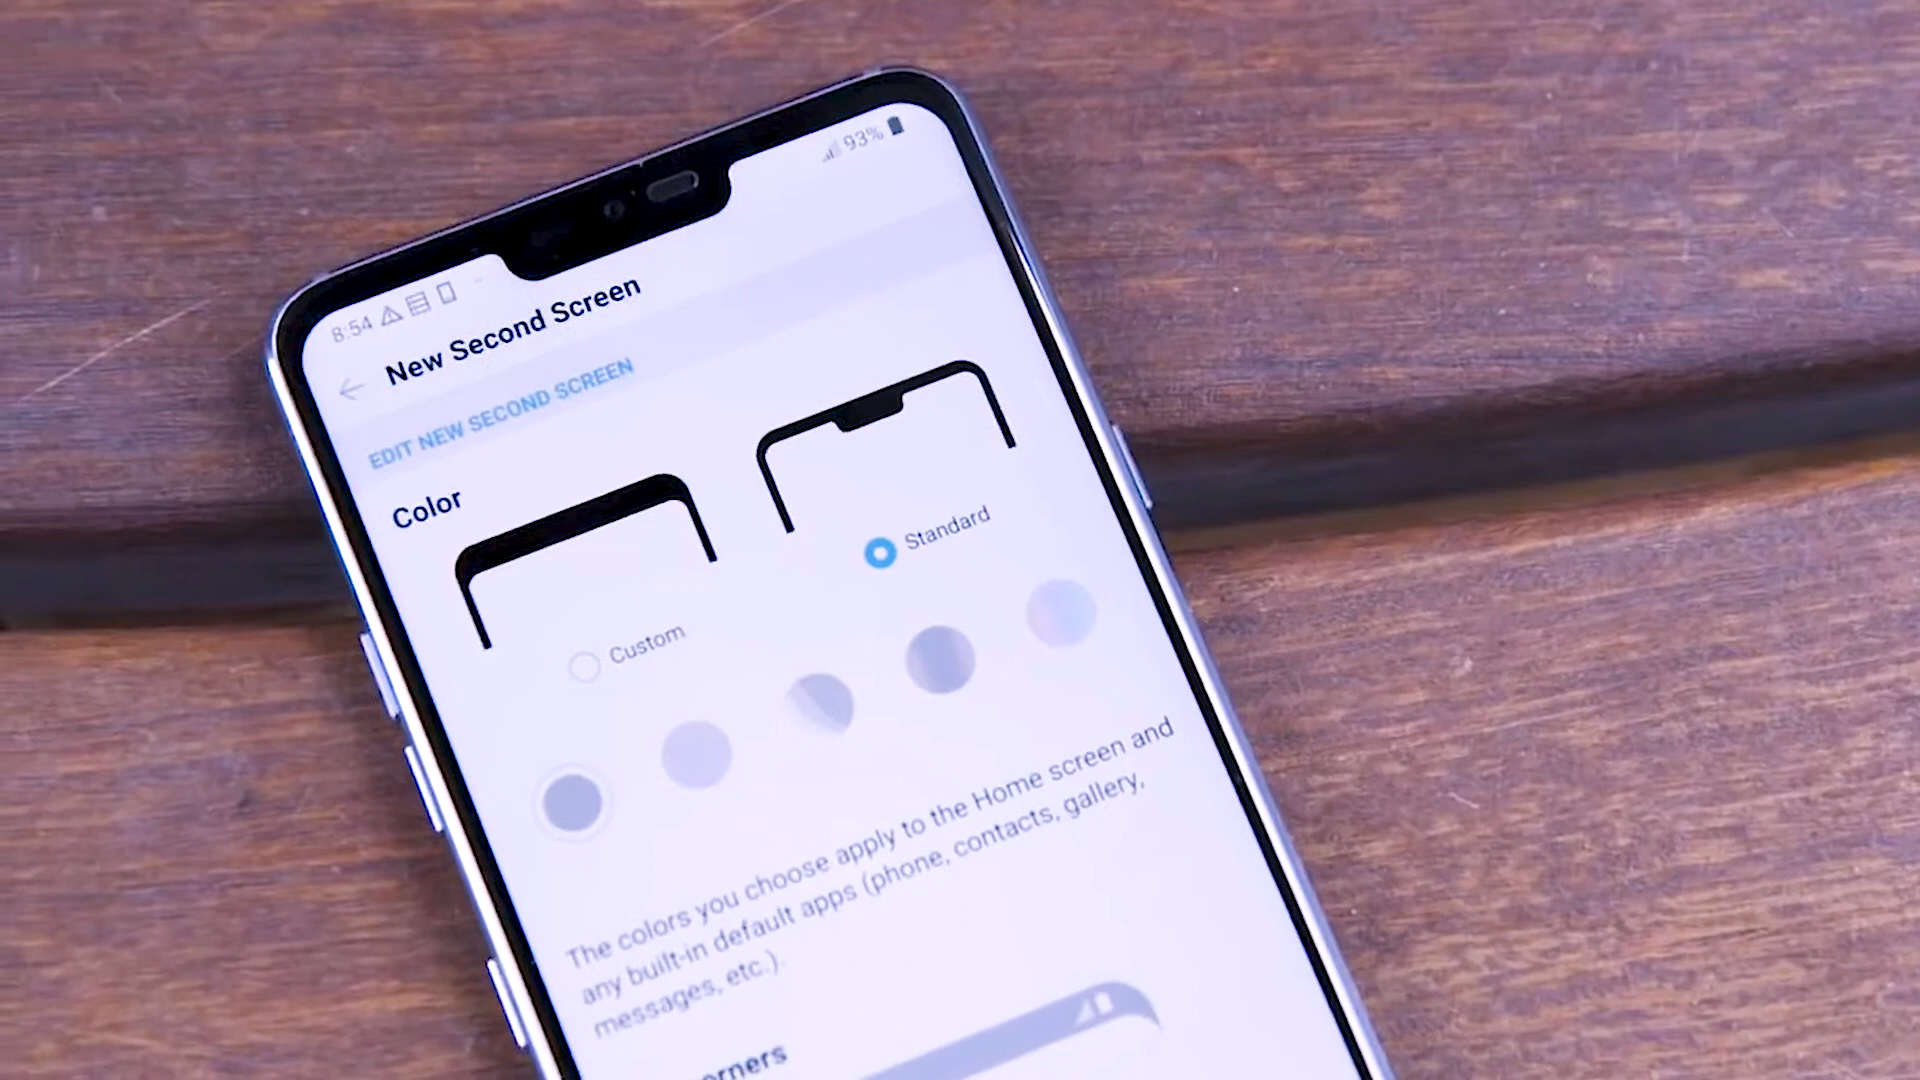 8:54
93%
New Second Screen
EDIT NEW SECOND SCREEN
Color
Custom
Standard
The colors you choose apply to the Home screen and
any built-in default apps (phone, contacts, gallery,
messages, etc.).
orners